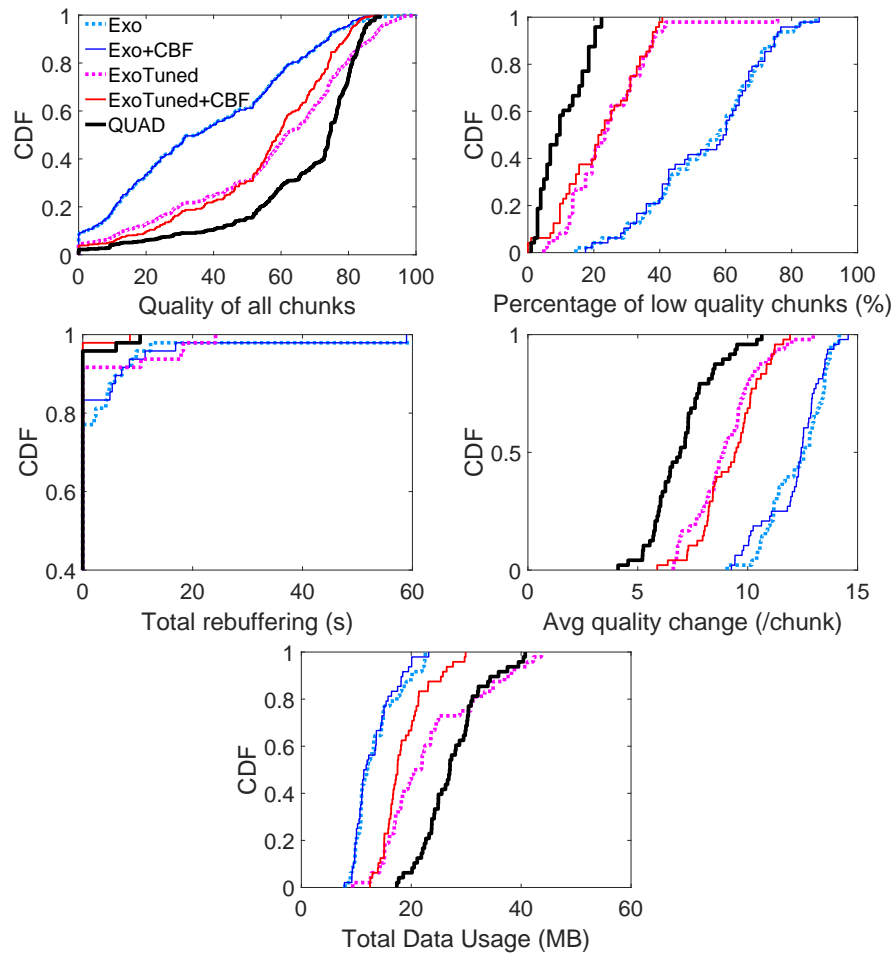 CDF
1
0.8
0.6
0.4
0.2
0
0 20 40 60 80 100
Quality of all chunks
Exo
Exo+CBF
ExoTuned
ExoTuned+CBF
QUAD
CDF
1
0.8
0.6
0.4
0.2
0
0 20 40 60 80 100
Percentage of low quality chunks (%)
CDF
1
0.8
0.6
0.4
0 20 40 60
Total rebuffering (s)
CDF
1
0.5
0
0 5 10 15
Avg quality change (/chunk)
CDF
1
0.8
0.6
0.4
0.2
0
0 20 40 60
Total Data Usage (MB)